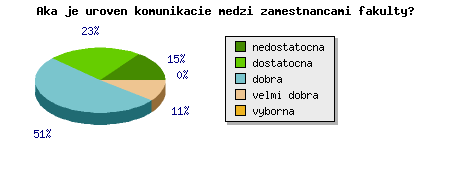 Aka je uroven komunikacie medzi zamestnancami fakulty?
23%
15%
0%
11%
51%
nedostatocna
dostatocna
dobra
velmi dobra
vyborna